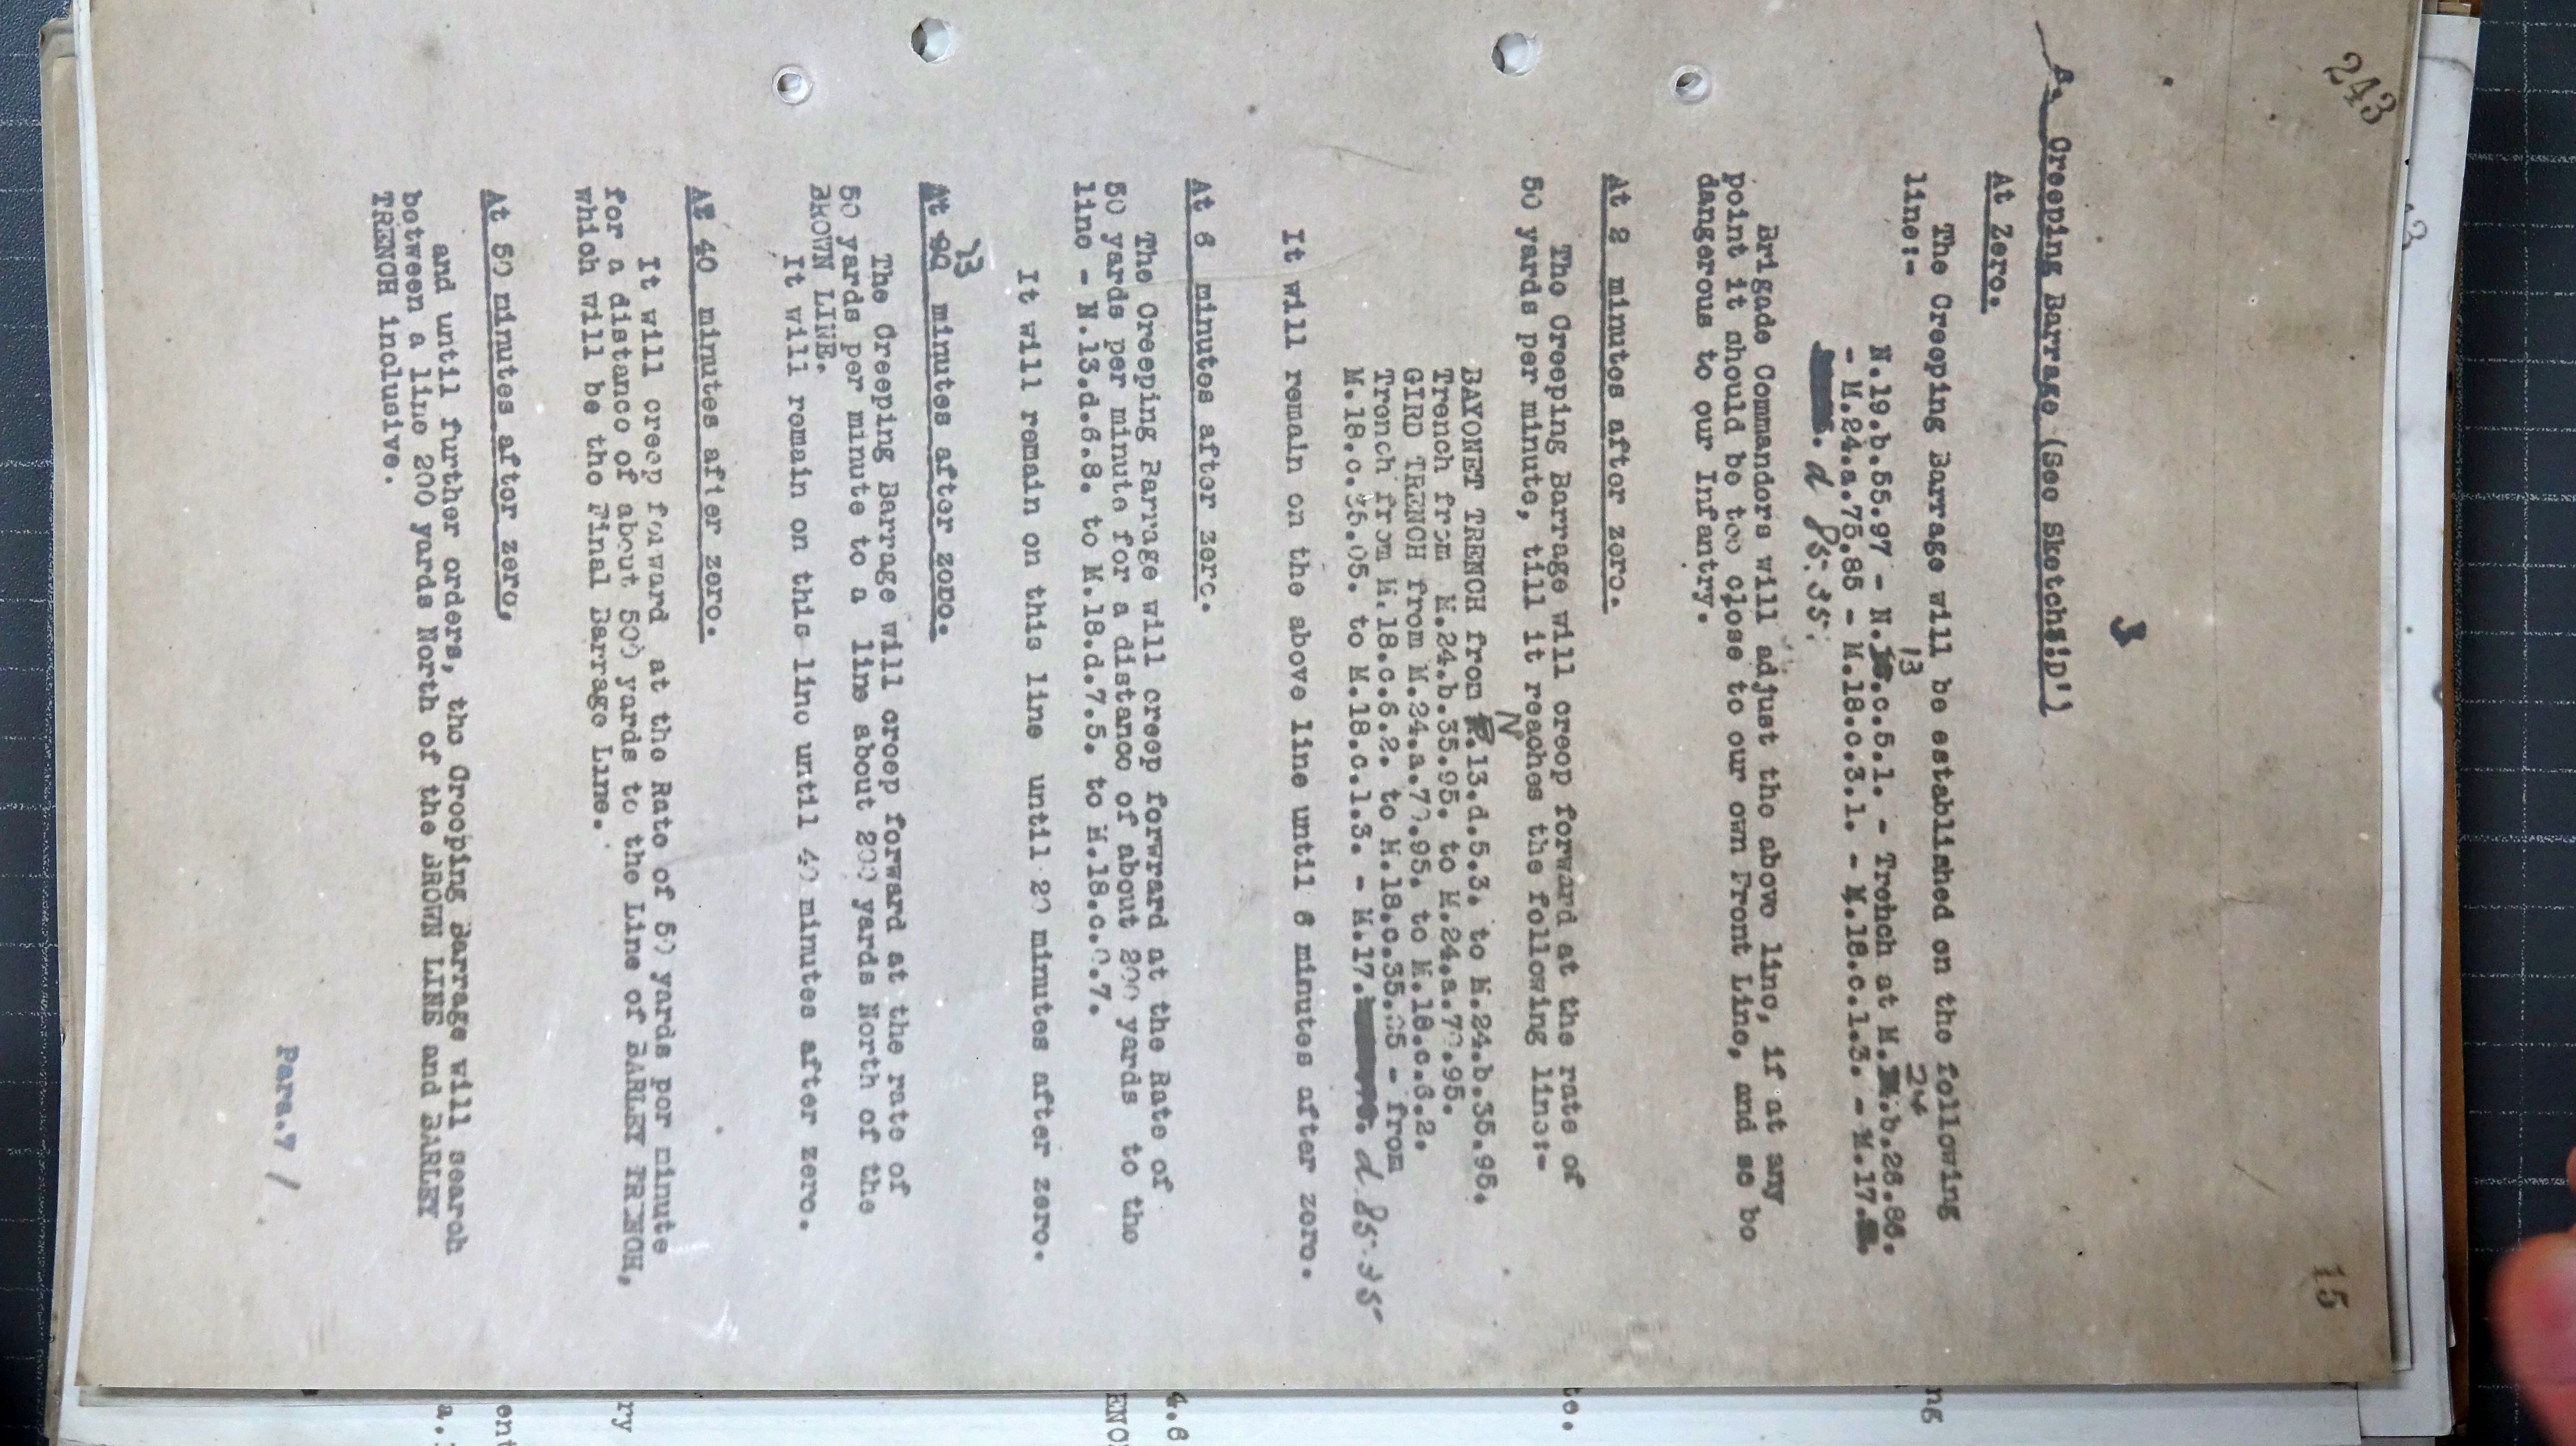 243
15
3
A. Creeping Barrage (See Sketch 'D')
At Zero.
The Creeping Barrage will be established on the following
line:-
13 24
N.19.b.55.97 - N. .c.5.1. - Trench at M. .b.26.86.
- M.24.a.75.85 - M.18.c.3.1. - M.18.c.1.3. - M.17.
. d 85.35.
Brigade Commanders will adjust the above line, if at any
point it should be too close to our own Front Line, and so be
dangerous to our Infantry.
At 2 minutes after zero.
The Creeping Barrage will creep forward at the rate of
50 yards per minute, till it reaches the following line:-
N
BAYONET TRENCH from .13.d.5.3. to M.24.b.35.95.
Trench from M.24.b.35.95. to M.24.a.70.95.
GIRD TRENCH from M.24.a.70.95. to M.18.c.6.2.
Trench from M.18.c.6.2. to M.18.c.35.05 - from
M.18.c.35.05. to M.18.c.1.3. - M.17. d 85.35
It will remain on the above line until 6 minutes after zero.
At 6 minutes after zero.
The Creeping Barrage will creep forward at the Rate of
50 yards per minute for a distance of about 200 yards to the
line - N.13.d.6.8. to M.18.d.7.5. to M.18.c.0.7.
It will remain on this line until 20 minutes after zero.
23
At minutes after zero.
The Creeping Barrage will creep forward at the rate of
50 yards per minute to a line about 200 yards North of the
BROWN LINE.
It will remain on this line until 40 minutes after zero.
At 40 minutes after zero.
It will creep forward at the Rate of 50 yards per minute
for a distance of about 500 yards to the Line of BARLEY TRENCH,
which will be the Final Barrage Line.
At 50 minutes after zero,
and until further orders, the Creeping Barrage will search
between a line 200 yards North of the BROWN LINE and BARLEY
TRENCH inclusive.
Para.7 /
ng
to.
4.6
ENC
ry
ent
a.